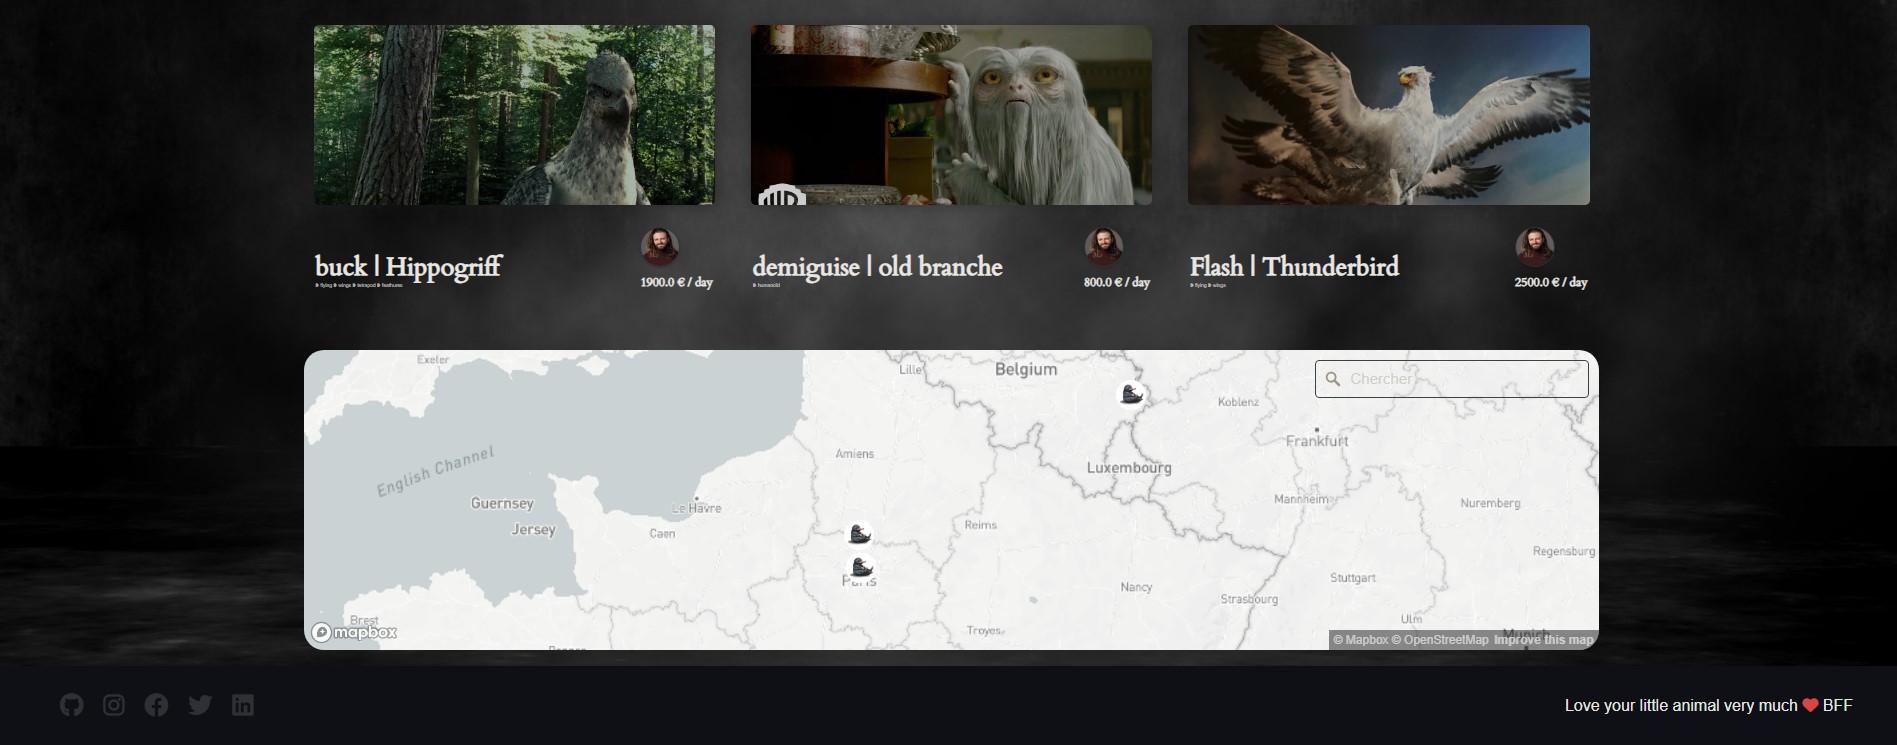 buck | Hippogriff
flying wings tetrapod feathures
1900.0 € / day
demiguise | old branche
humanoid
800.0 € / day
Flash | Thunderbird
flying wings
2500.0 € / day
Exeter
Lille
Belgium
Chercher
Koblenz
Frankfurt
Amiens
Luxembourg
English Channel
Guernsey
Le Havre
Mannheim
Nuremberg
Jersey
Caen
Reims
Regensburg
Paris
Nancy
Stuttgart
Strasbourg
Brest
Ulm
Troyes
Munich
mapbox
© Mapbox © OpenStreetMap Improve this map
Love your little animal very much ❤ BFF